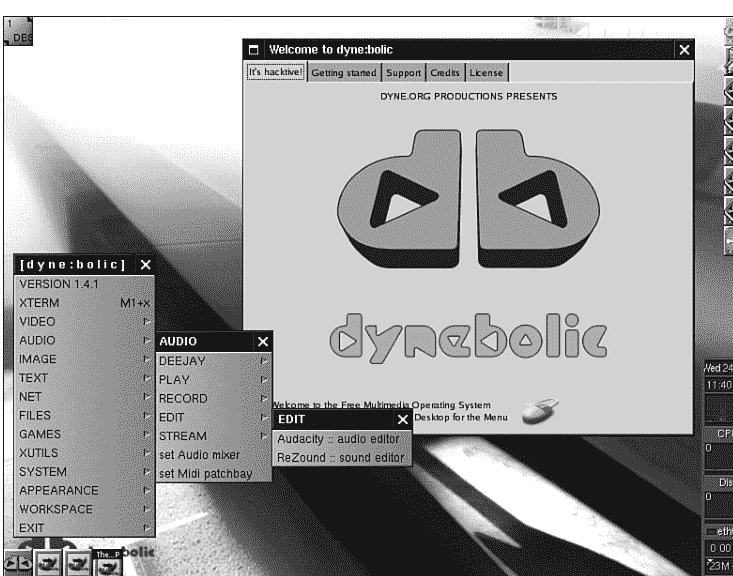 1
DES
Welcome to dyne:bolic
It's hacktive!
Getting started
Support
Credits
License
DYNE.ORG PRODUCTIONS PRESENTS
dynebolic
Welcome to the Free Multimedia Operating System
Desktop for the Menu
[dyne:bolic]
VERSION 1.4.1
XTERM M1+x
VIDEO
AUDIO
IMAGE
TEXT
NET
FILES
GAMES
XUTILS
SYSTEM
APPEARANCE
WORKSPACE
EXIT
AUDIO
DEEJAY
PLAY
RECORD
EDIT
STREAM
set Audio mixer
set Midi patchbay
EDIT
Audacity :: audio editor
ReZound :: sound editor
Wed 24
11:40
CPU
0
Dis
0
eth
0 00
23M
The...P
bolic